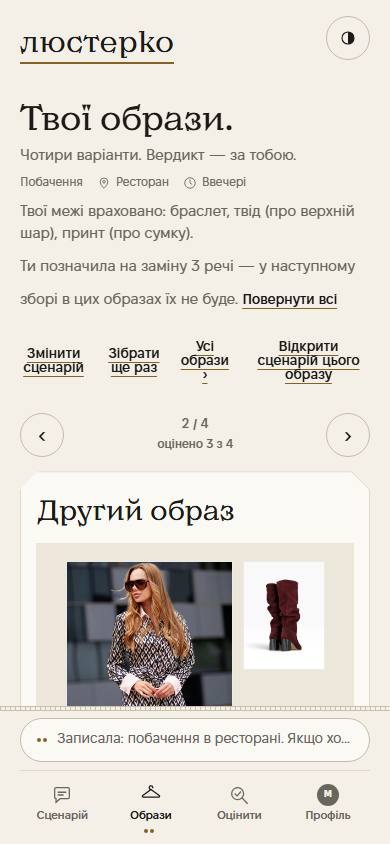 люстерко
Твої образи.
Чотири варіанти. Вердикт — за тобою.
Побачення Ресторан Ввечері
Твої межі враховано: браслет, твід (про верхній
шар), принт (про сумку).
Ти позначила на заміну 3 речі — у наступному
зборі в цих образах їх не буде. Повернути всі
Змінити
сценарій
Зібрати
ще раз
Усі
образи
›
Відкрити
сценарій цього
образу
‹
2 / 4
оцінено 3 з 4
›
Другий образ
Записала: побачення в ресторані. Якщо хо...
Сценарій
Образи
Оцінити
М
Профіль